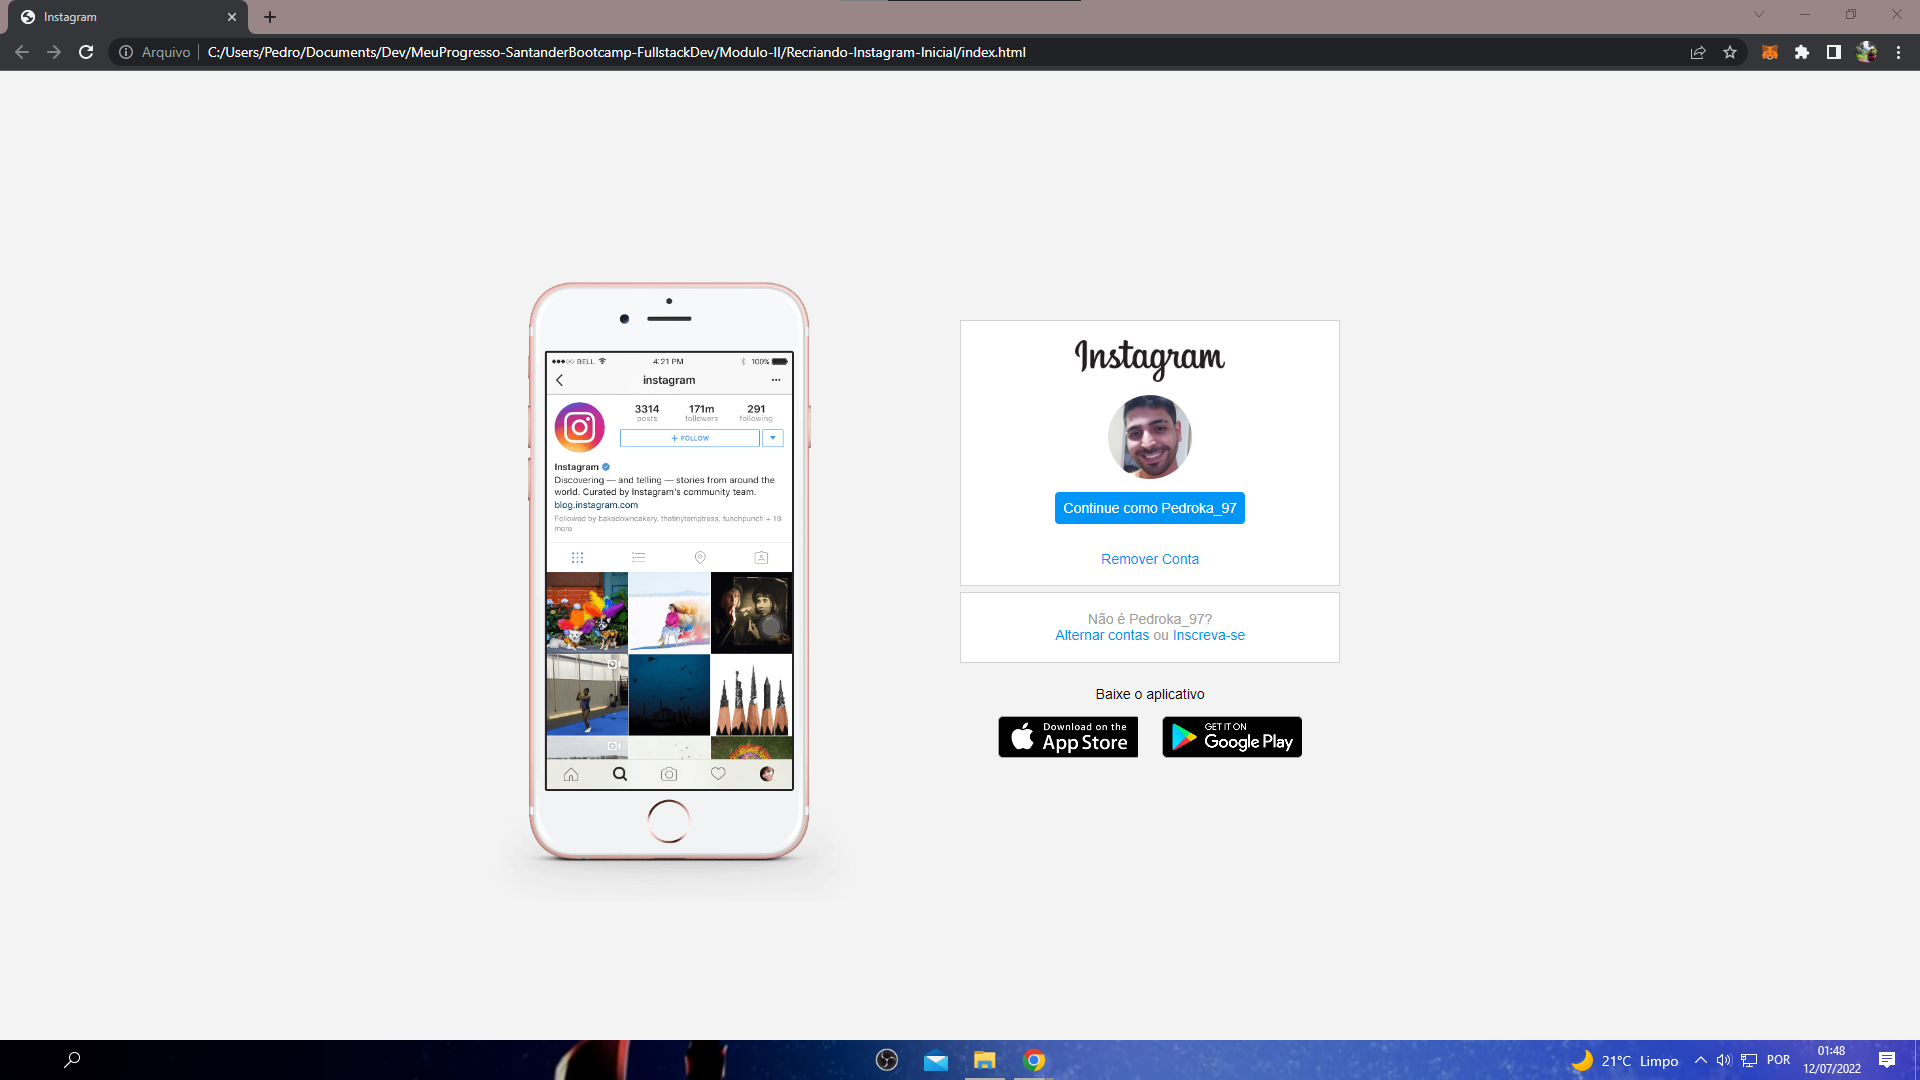 Instagram
Arquivo
C:/Users/Pedro/Documents/Dev/MeuProgresso-SantanderBootcamp-FullstackDev/Modulo-II/Recriando-Instagram-Inicial/index.html
BELL
4:21 PM
100%
instagram
3314
171m
291
posts
followers
following
+ FOLLOW
Instagram
Discovering — and telling — stories from around the
world. Curated by Instagram's community team.
blog.instagram.com
Followed by bakedowncakery, thetinytemptress, funchpunch + 18
more
Instagram
Continue como Pedroka_97
Remover Conta
Não é Pedroka_97?
Alternar contas ou Inscreva-se
Baixe o aplicativo
Download on the
App Store
GET IT ON
Google Play
21°C Limpo
POR
01:48
12/07/2022